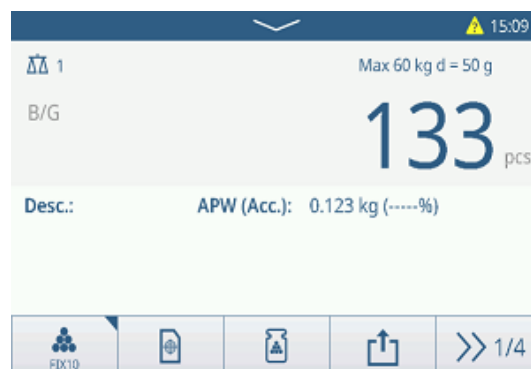 15:09
1 Max 60 kg d = 50 g
B/G
133 pcs
Desc.: APW (Acc.): 0.123 kg (-----%)
FIX10
1/4